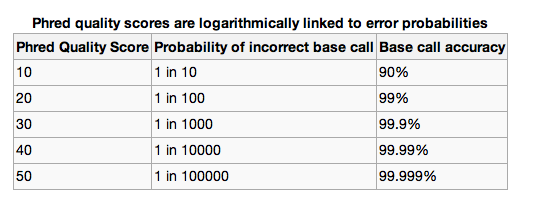 Phred quality scores are logarithmically linked to error probabilities
Phred Quality Score Probability of incorrect base call Base call accuracy
10 1 in 10 90%
20 1 in 100 99%
30 1 in 1000 99.9%
40 1 in 10000 99.99%
50 1 in 100000 99.999%